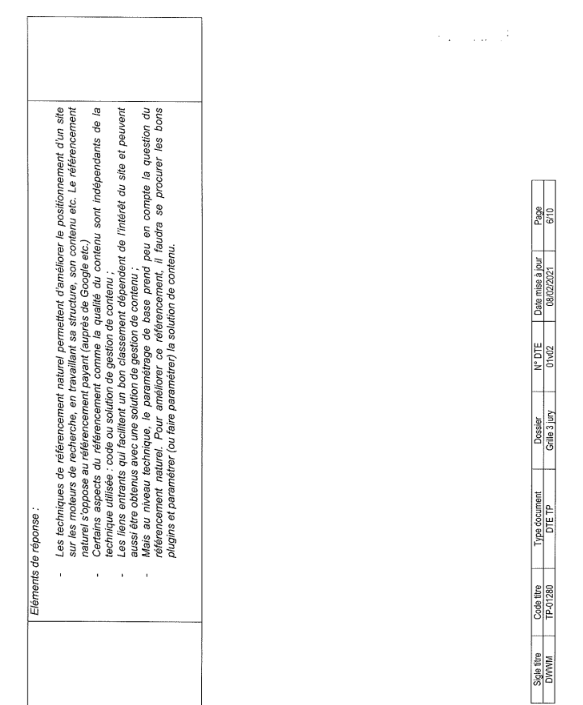 Eléments de réponse :
- Les techniques de référencement naturel permettent d'améliorer le positionnement d'un site
sur les moteurs de recherche, en travaillant sa structure, son contenu etc. Le référencement
naturel s'oppose au référencement payant (auprès de Google etc.)
- Certains aspects du référencement comme la qualité du contenu sont indépendants de la
technique utilisée : code ou solution de gestion de contenu ;
- Les liens entrants qui facilitent un bon classement dépendent de l'intérêt du site et peuvent
aussi être obtenus avec une solution de gestion de contenu ;
- Mais au niveau technique, le paramétrage de base prend peu en compte la question du
référencement naturel. Pour améliorer ce référencement, il faudra se procurer les bons
plugins et paramétrer (ou faire paramétrer) la solution de contenu.
Sigle titre Code titre Type document Dossier N° DTE Date mise à jour Page
DWWM TP-01280 DTE TP Grille 3 jury 01v02 08/02/2021 6/10